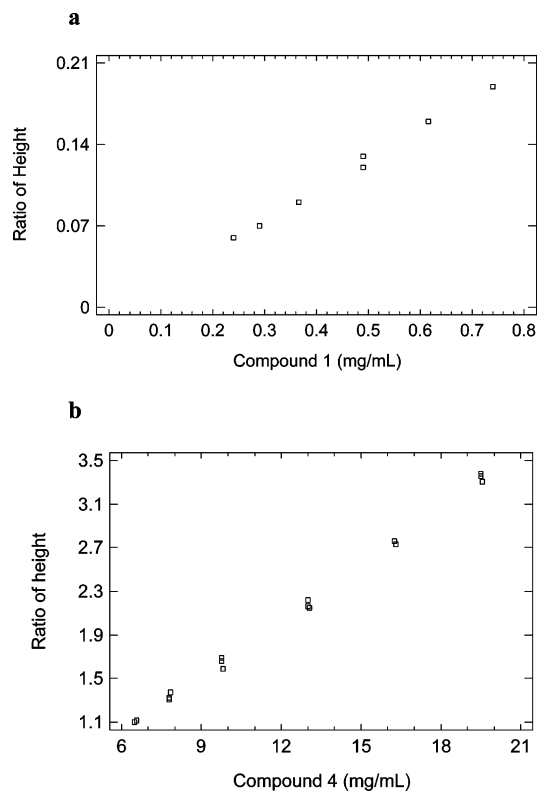 a
0.21
0.14
0.07
0
Ratio of Height
0 0.1 0.2 0.3 0.4 0.5 0.6 0.7 0.8
Compound 1 (mg/mL)
b
3.5
3.1
2.7
2.3
1.9
1.5
1.1
Ratio of height
6 9 12 15 18 21
Compound 4 (mg/mL)